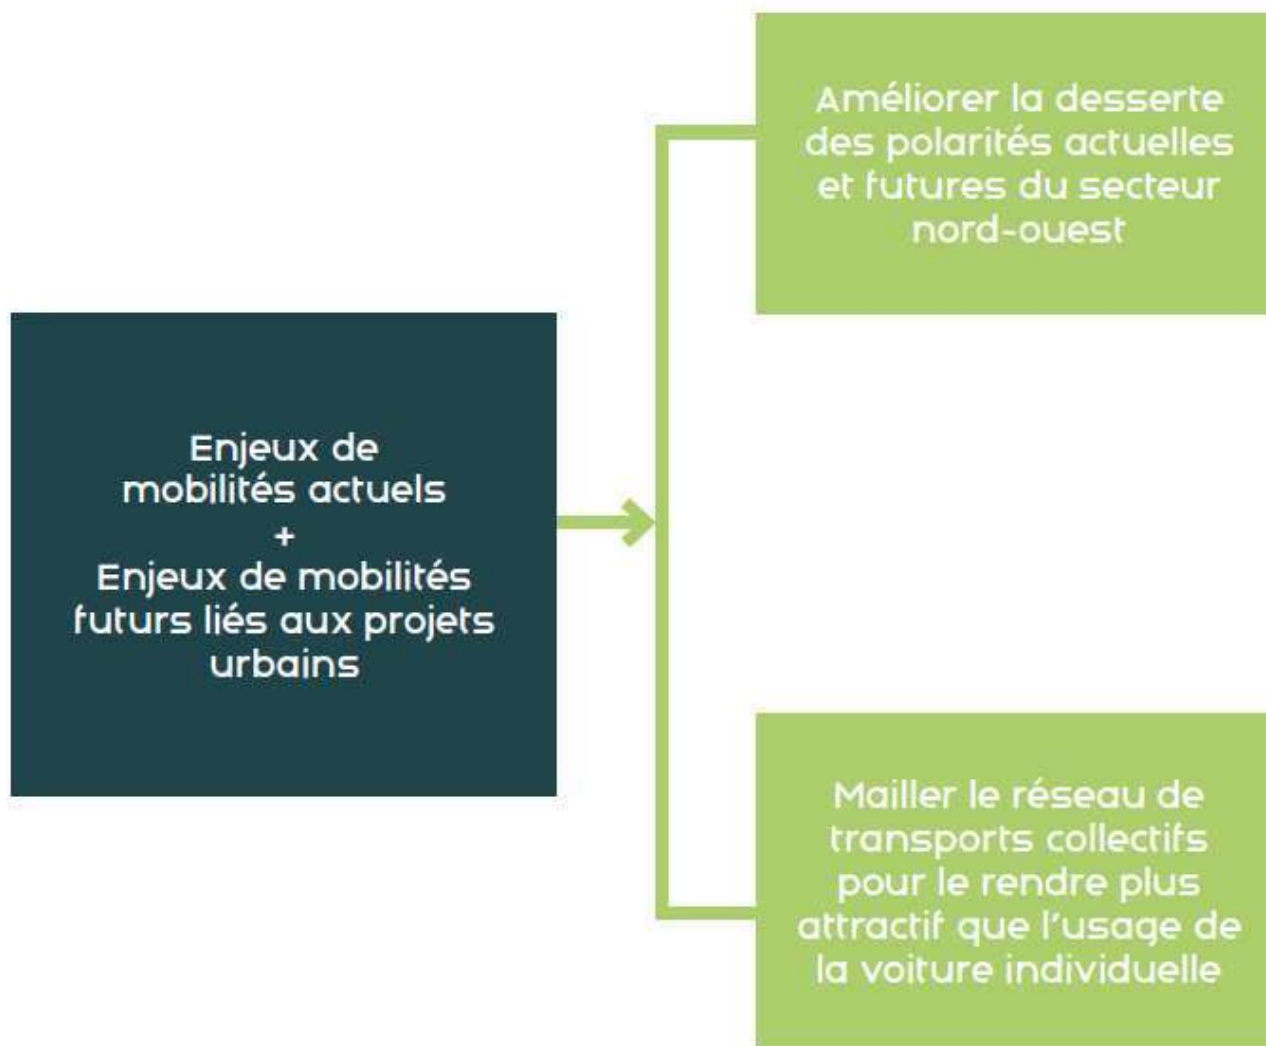 Améliorer la desserte
des polarités actuelles
et futures du secteur
nord-ouest
Enjeux de
mobilités actuels
+
Enjeux de mobilités
futurs liés aux projets
urbains
Mailler le réseau de
transports collectifs
pour le rendre plus
attractif que l'usage de
la voiture individuelle